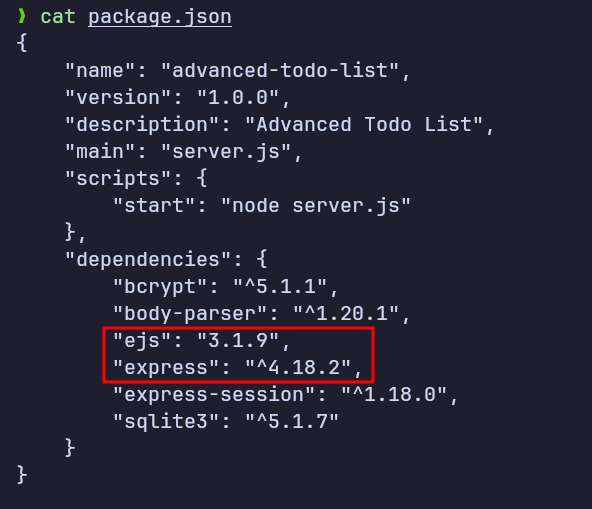 ❯ cat package.json
{
    "name": "advanced-todo-list",
    "version": "1.0.0",
    "description": "Advanced Todo List",
    "main": "server.js",
    "scripts": {
        "start": "node server.js"
    },
    "dependencies": {
        "bcrypt": "^5.1.1",
        "body-parser": "^1.20.1",
        "ejs": "3.1.9",
        "express": "^4.18.2",
        "express-session": "^1.18.0",
        "sqlite3": "^5.1.7"
    }
}